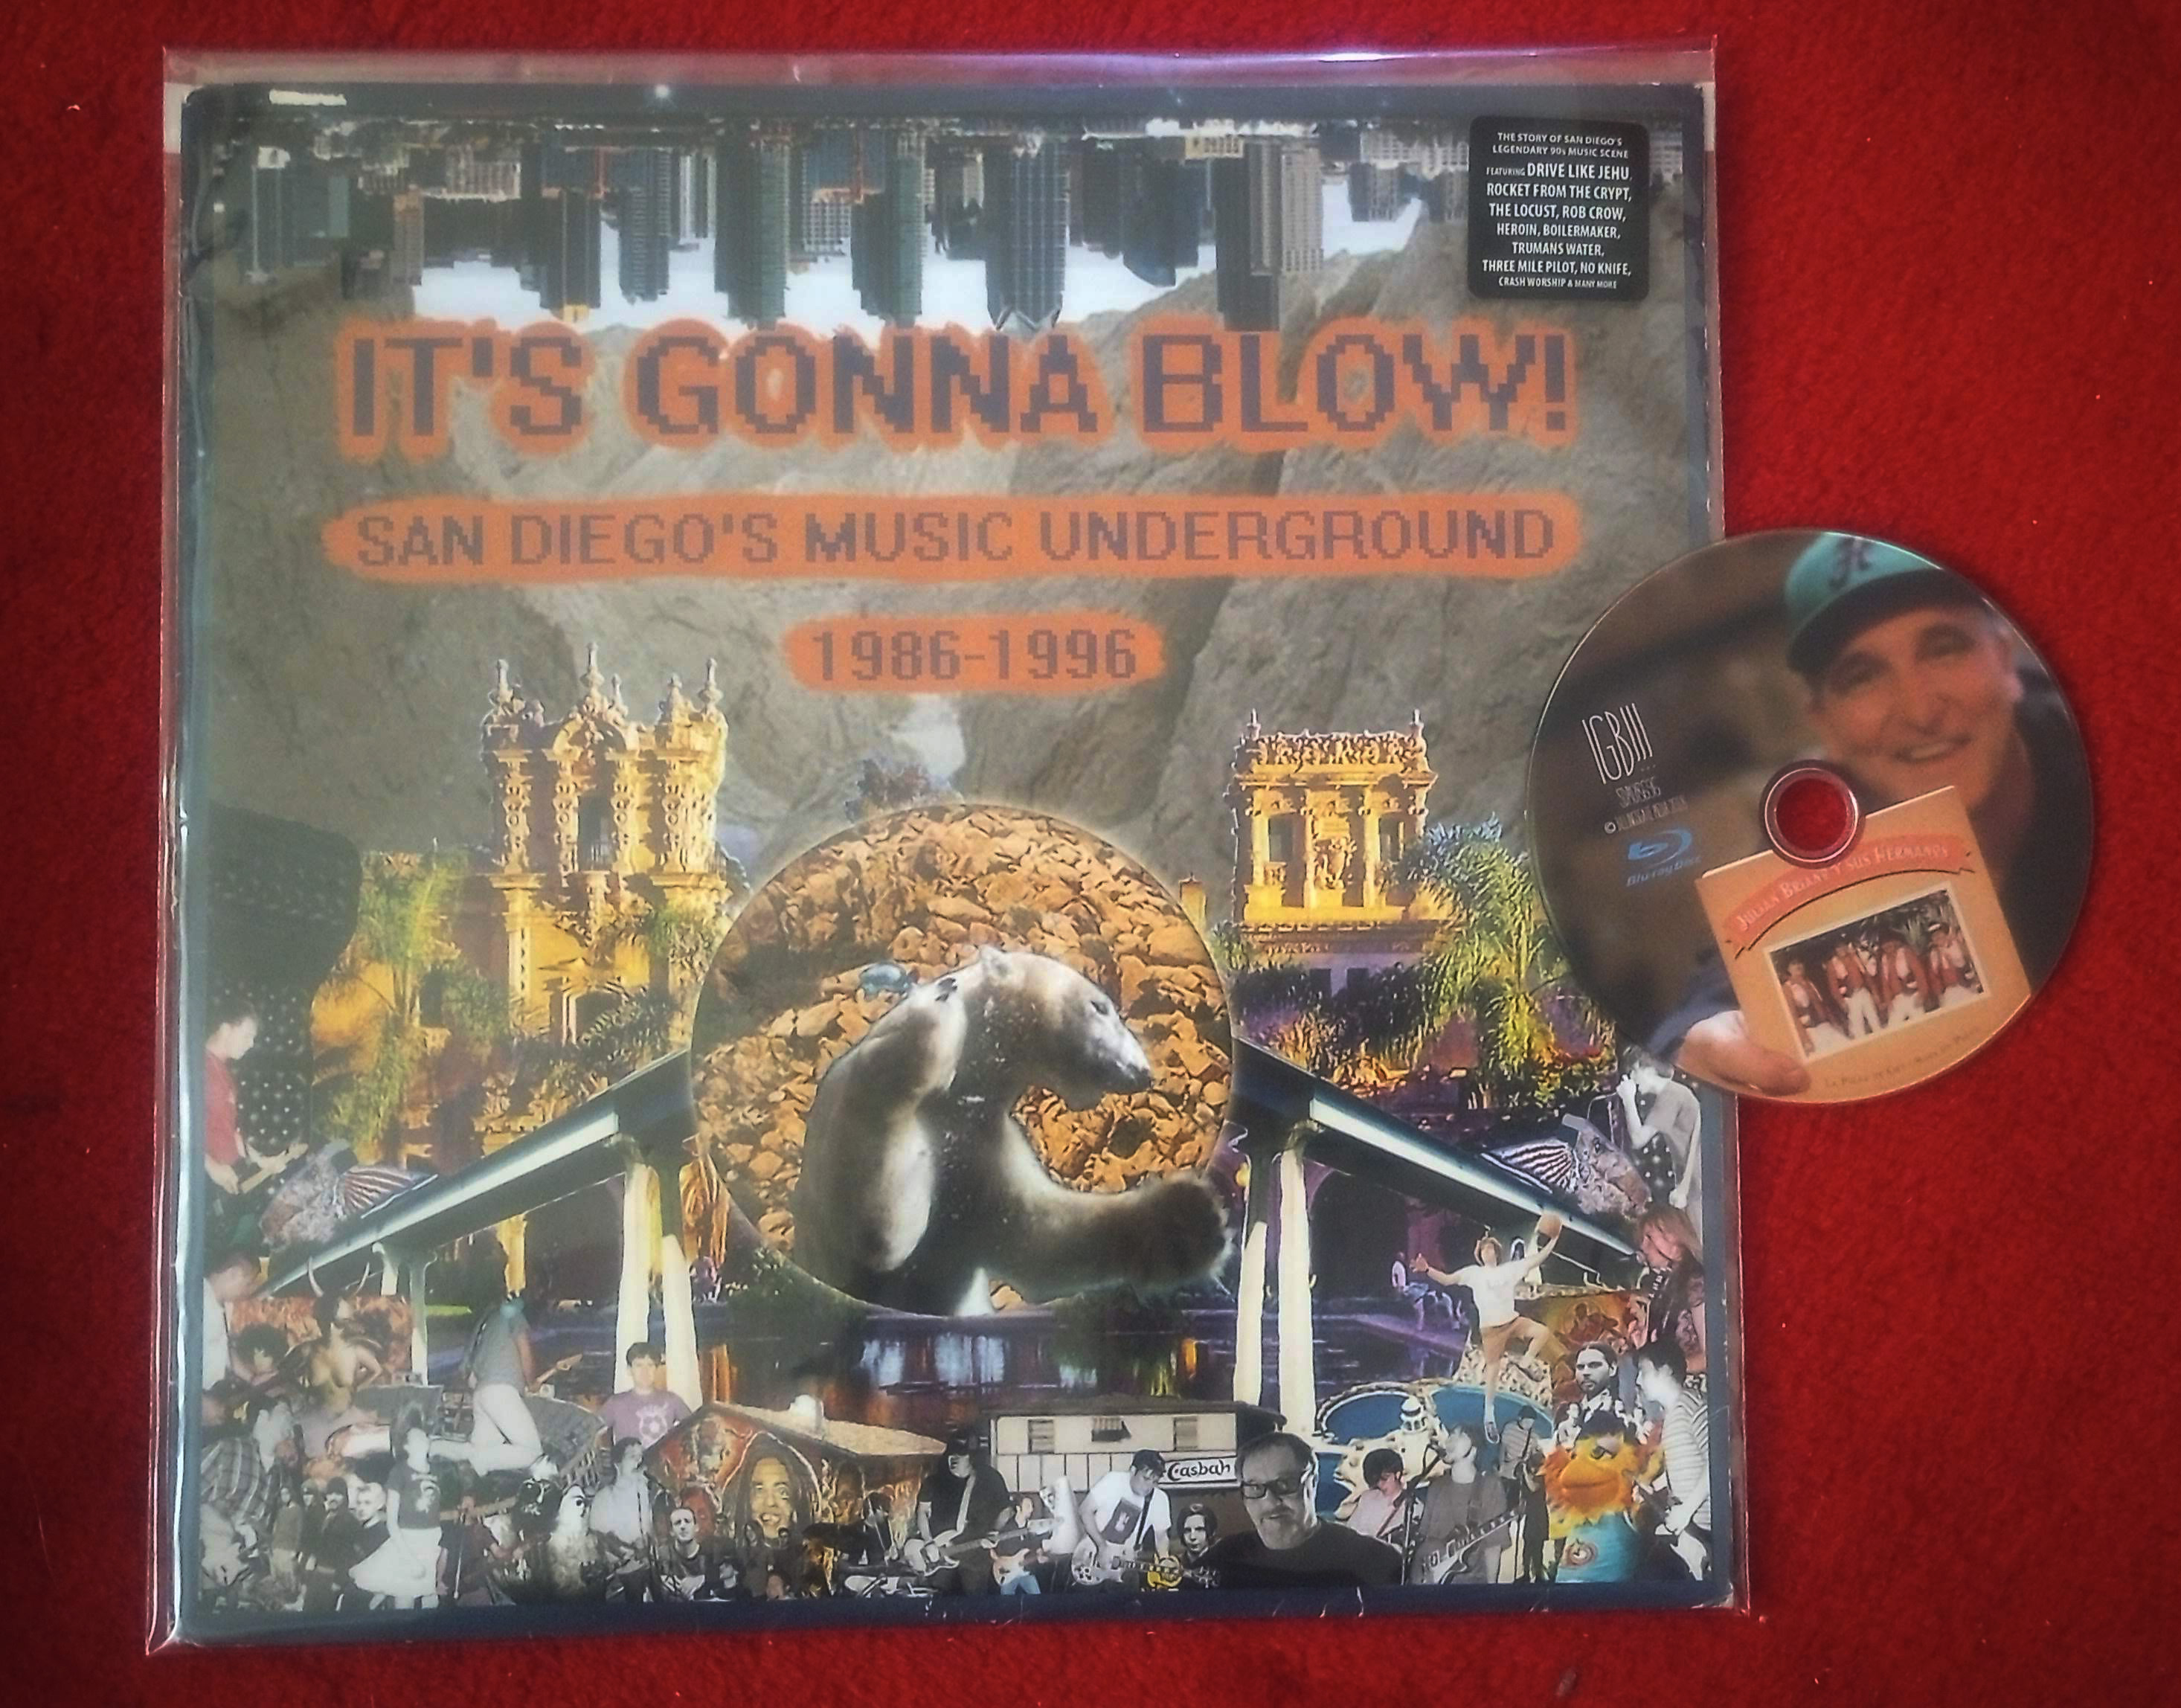 THE STORY OF SAN DIEGO'S
LEGENDARY 90s MUSIC SCENE
FEATURING DRIVE LIKE JEHU,
ROCKET FROM THE CRYPT,
THE LOCUST, ROB CROW,
HEROIN, BOILERMAKER,
TRUMANS WATER,
THREE MILE PILOT, NO KNIFE,
CRASH WORSHIP & MANY MORE
IT'S GONNA BLOW!
SAN DIEGO'S MUSIC UNDERGROUND
1986-1996
Casbah
IGB!!!
©
Blu-ray Disc
SUS HERMANOS